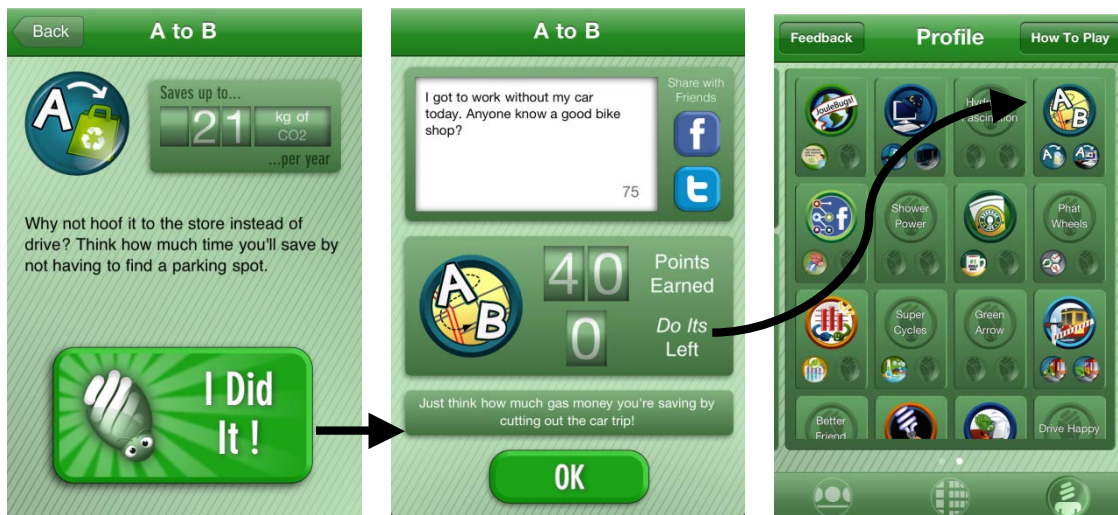 Back
A to B
A
Saves up to...
21
kg of
CO2
...per year
Why not hoof it to the store instead of
drive? Think how much time you'll save by
not having to find a parking spot.
I Did
It !
A to B
I got to work without my car
today. Anyone know a good bike
shop?
75
Share with
Friends
f
t
A
B
40
Points
Earned
0
Do Its
Left
Just think how much gas money you're saving by
cutting out the car trip!
OK
Feedback
Profile
How To Play
JouleBugs!
Fascination
A
B
A
A
f
Shower
Power
Phat
Wheels
Super
Cycles
Green
Arrow
Better
Friend
Drive Happy